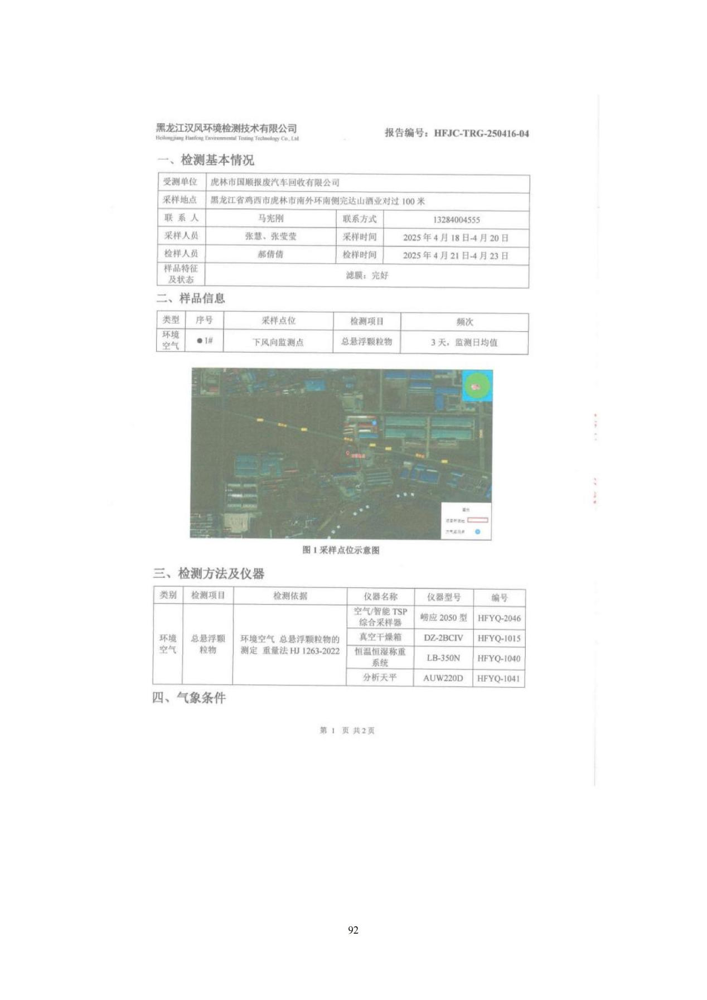 黑龙江汉风环境检测技术有限公司
Heilongjiang Hanfeng Environmental Testing Technology Co., Ltd
报告编号：HFJC-TRG-250416-04
一、检测基本情况
受测单位 虎林市国顺报废汽车回收有限公司
采样地点 黑龙江省鸡西市虎林市南外环南侧完达山酒业对过 100 米
联 系 人 马宪刚 联系方式 13284004555
采样人员 张慧、张莹莹 采样时间 2025 年 4 月 18 日-4 月 20 日
检样人员 郝倩倩 检样时间 2025 年 4 月 21 日-4 月 23 日
样品特征
及状态
滤膜：完好
二、样品信息
类型 序号 采样点位 检测项目 频次
环境
空气
●1# 下风向监测点 总悬浮颗粒物 3 天，监测日均值
图 1 采样点位示意图
三、检测方法及仪器
类别 检测项目 检测依据 仪器名称 仪器型号 编号
环境
空气
总悬浮颗
粒物
环境空气 总悬浮颗粒物的
测定 重量法 HJ 1263-2022
空气/智能 TSP
综合采样器
崂应 2050 型 HFYQ-2046
真空干燥箱 DZ-2BCIV HFYQ-1015
恒温恒湿称重
系统
LB-350N HFYQ-1040
分析天平 AUW220D HFYQ-1041
四、气象条件
第 1 页 共 2 页
92